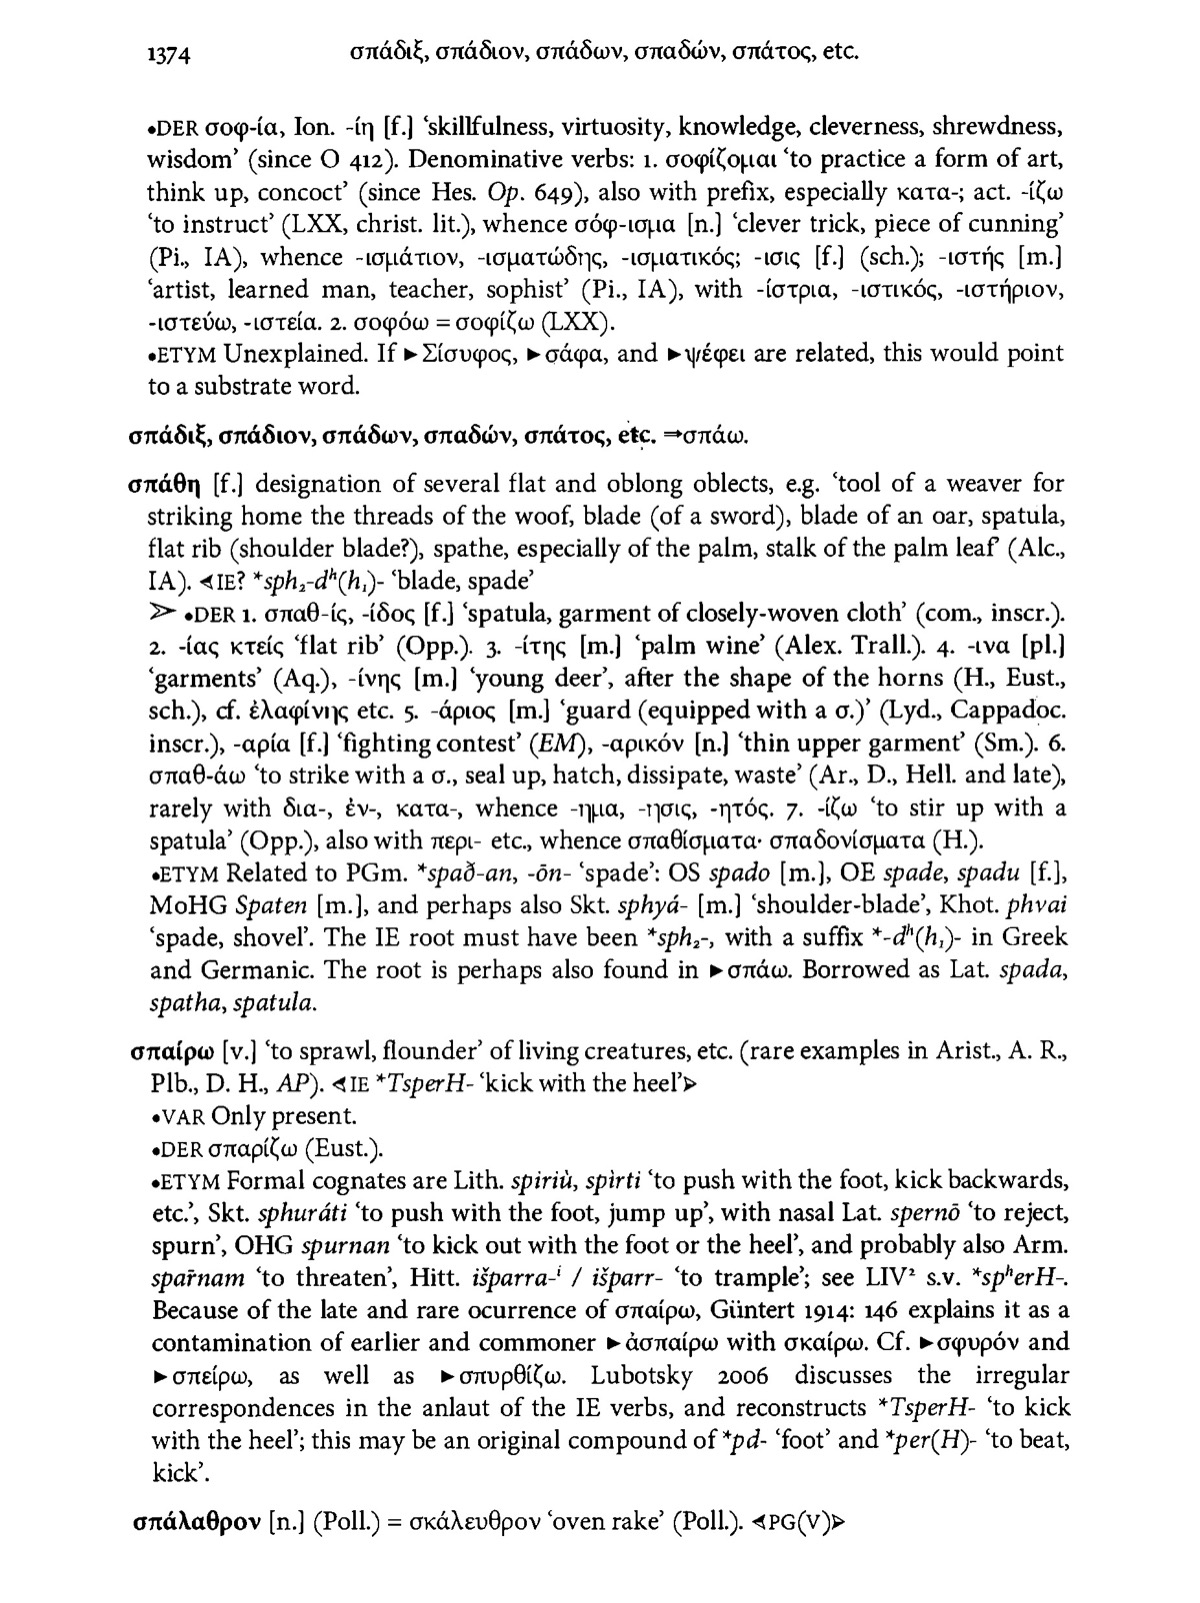 1374 σπάδιξ, σπάδιον, σπάδων, σπαδών, σπάτος, etc.
•DER σοφ-ία, Ion. -ίη [f.] ‘skillfulness, virtuosity, knowledge, cleverness, shrewdness,
wisdom’ (since O 412). Denominative verbs: 1. σοφίζομαι ‘to practice a form of art,
think up, concoct’ (since Hes. Op. 649), also with prefix, especially κατα-; act. -ίζω
‘to instruct’ (LXX, christ. lit.), whence σόφ-ισμα [n.] ‘clever trick, piece of cunning’
(Pi., IA), whence -ισμάτιον, -ισματώδης, -ισματικός; -ισις [f.] (sch.); -ιστής [m.]
‘artist, learned man, teacher, sophist’ (Pi., IA), with -ίστρια, -ιστικός, -ιστήριον,
-ιστεύω, -ιστεία. 2. σοφόω = σοφίζω (LXX).
•ETYM Unexplained. If ►Σίσυφος, ►σάφα, and ►ψέφει are related, this would point
to a substrate word.
σπάδιξ, σπάδιον, σπάδων, σπαδών, σπάτος, etc. ⇒σπάω.
σπάθη [f.] designation of several flat and oblong oblects, e.g. ‘tool of a weaver for
striking home the threads of the woof, blade (of a sword), blade of an oar, spatula,
flat rib (shoulder blade?), spathe, especially of the palm, stalk of the palm leaf’ (Alc.,
IA). ⋖IE? *sph₂-dʰ(h₁)- ‘blade, spade’
⋗ •DER 1. σπαθ-ίς, -ίδος [f.] ‘spatula, garment of closely-woven cloth’ (com., inscr.).
2. -ίας κτείς ‘flat rib’ (Opp.). 3. -ίτης [m.] ‘palm wine’ (Alex. Trall.). 4. -ινα [pl.]
‘garments’ (Aq.), -ίνης [m.] ‘young deer’, after the shape of the horns (H., Eust.,
sch.), cf. ἐλαφίνης etc. 5. -άριος [m.] ‘guard (equipped with a σ.)’ (Lyd., Cappadoc.
inscr.), -αρία [f.] ‘fighting contest’ (EM), -αρικόν [n.] ‘thin upper garment’ (Sm.). 6.
σπαθ-άω ‘to strike with a σ., seal up, hatch, dissipate, waste’ (Ar., D., Hell. and late),
rarely with δια-, ἐν-, κατα-, whence -ημα, -ησις, -ητός. 7. -ίζω ‘to stir up with a
spatula’ (Opp.), also with περι- etc., whence σπαθίσματα· σπαδονίσματα (H.).
•ETYM Related to PGm. *spað-an, -ōn- ‘spade’: OS spado [m.], OE spade, spadu [f.],
MoHG Spaten [m.], and perhaps also Skt. sphyá- [m.] ‘shoulder-blade’, Khot. phvai
‘spade, shovel’. The IE root must have been *sph₂-, with a suffix *-dʰ(h₁)- in Greek
and Germanic. The root is perhaps also found in ►σπάω. Borrowed as Lat. spada,
spatha, spatula.
σπαίρω [v.] ‘to sprawl, flounder’ of living creatures, etc. (rare examples in Arist., A. R.,
Plb., D. H., AP). ⋖IE *TsperH- ‘kick with the heel’⋗
•VAR Only present.
•DER σπαρίζω (Eust.).
•ETYM Formal cognates are Lith. spiriù, spìrti ‘to push with the foot, kick backwards,
etc.’, Skt. sphuráti ‘to push with the foot, jump up’, with nasal Lat. spernō ‘to reject,
spurn’, OHG spurnan ‘to kick out with the foot or the heel’, and probably also Arm.
spaṙnam ‘to threaten’, Hitt. išparra-ⁱ / išparr- ‘to trample’; see LIV² s.v. *spʰerH-.
Because of the late and rare ocurrence of σπαίρω, Güntert 1914: 146 explains it as a
contamination of earlier and commoner ►ἀσπαίρω with σκαίρω. Cf. ►σφυρόν and
►σπείρω, as well as ►σπυρθίζω. Lubotsky 2006 discusses the irregular
correspondences in the anlaut of the IE verbs, and reconstructs *TsperH- ‘to kick
with the heel’; this may be an original compound of *pd- ‘foot’ and *per(H)- ‘to beat,
kick’.
σπάλαθρον [n.] (Poll.) = σκάλευθρον ‘oven rake’ (Poll.). ⋖PG(V)⋗